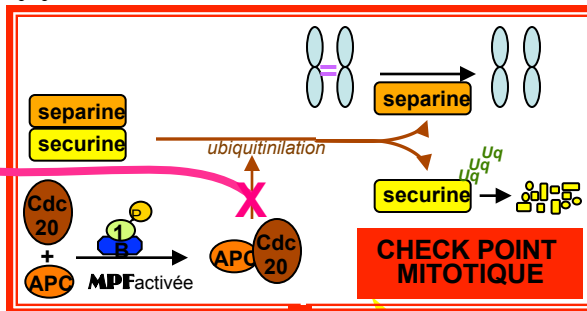 separine
securine
ubiquitinilation
separine
securine
Uq
Uq
Uq
Cdc
20
+
APC
P
1
B
MPFactivée
X
APC
Cdc
20
CHECK POINT
MITOTIQUE